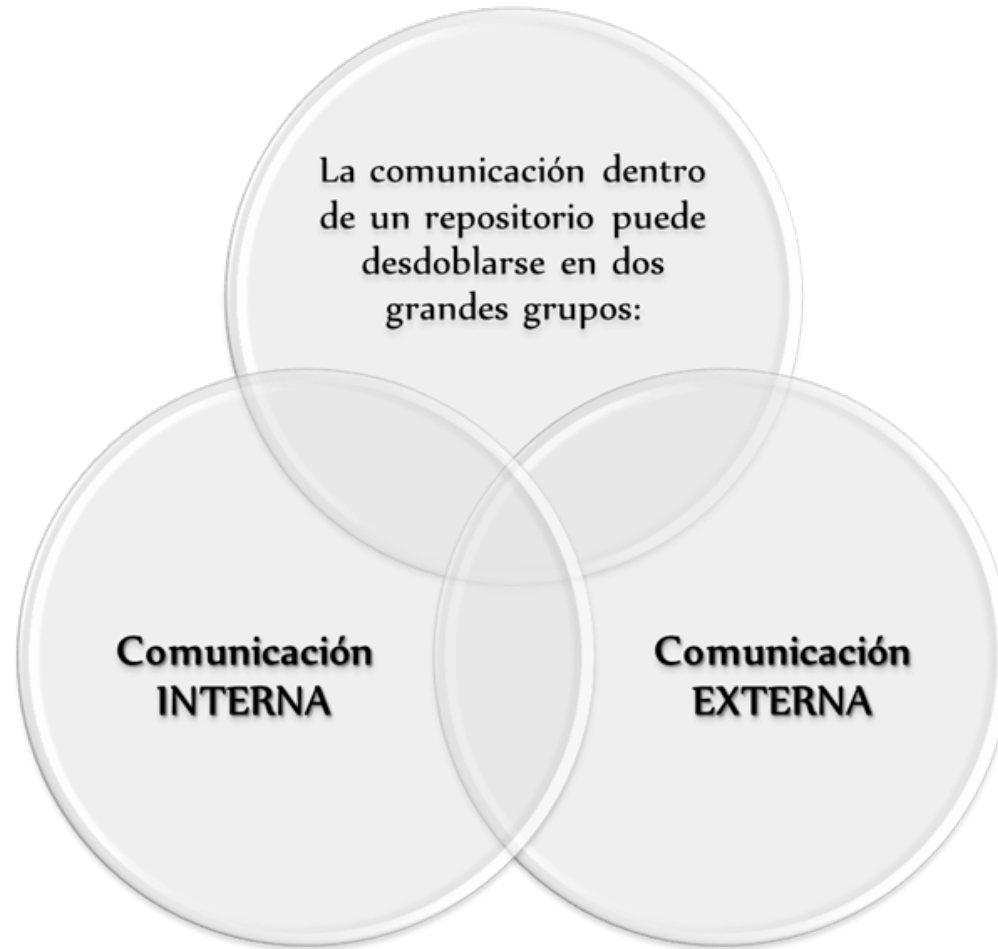 La comunicación dentro
de un repositorio puede
desdoblarse en dos
grandes grupos:
Comunicación
INTERNA
Comunicación
EXTERNA